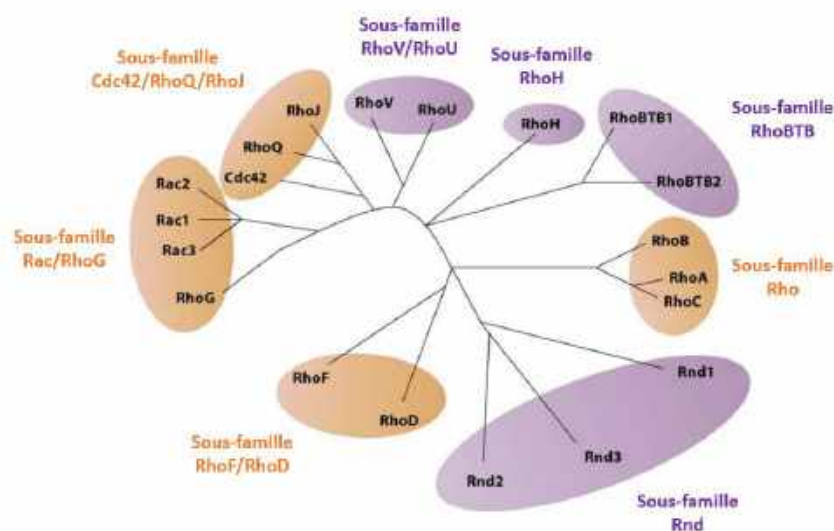 Sous-famille
RhoV/RhoU
Sous-famille
Cdc42/RhoQ/RhoJ
Sous-famille
RhoH
Sous-famille
RhoBTB
RhoJ
RhoV
RhoU
RhoH
RhoBTB1
RhoQ
Cdc42
RhoBTB2
Rac2
Rac1
Rac3
RhoG
Sous-famille
Rac/RhoG
RhoB
RhoA
RhoC
Sous-famille
Rho
RhoF
RhoD
Sous-famille
RhoF/RhoD
Rnd1
Rnd3
Rnd2
Sous-famille
Rnd